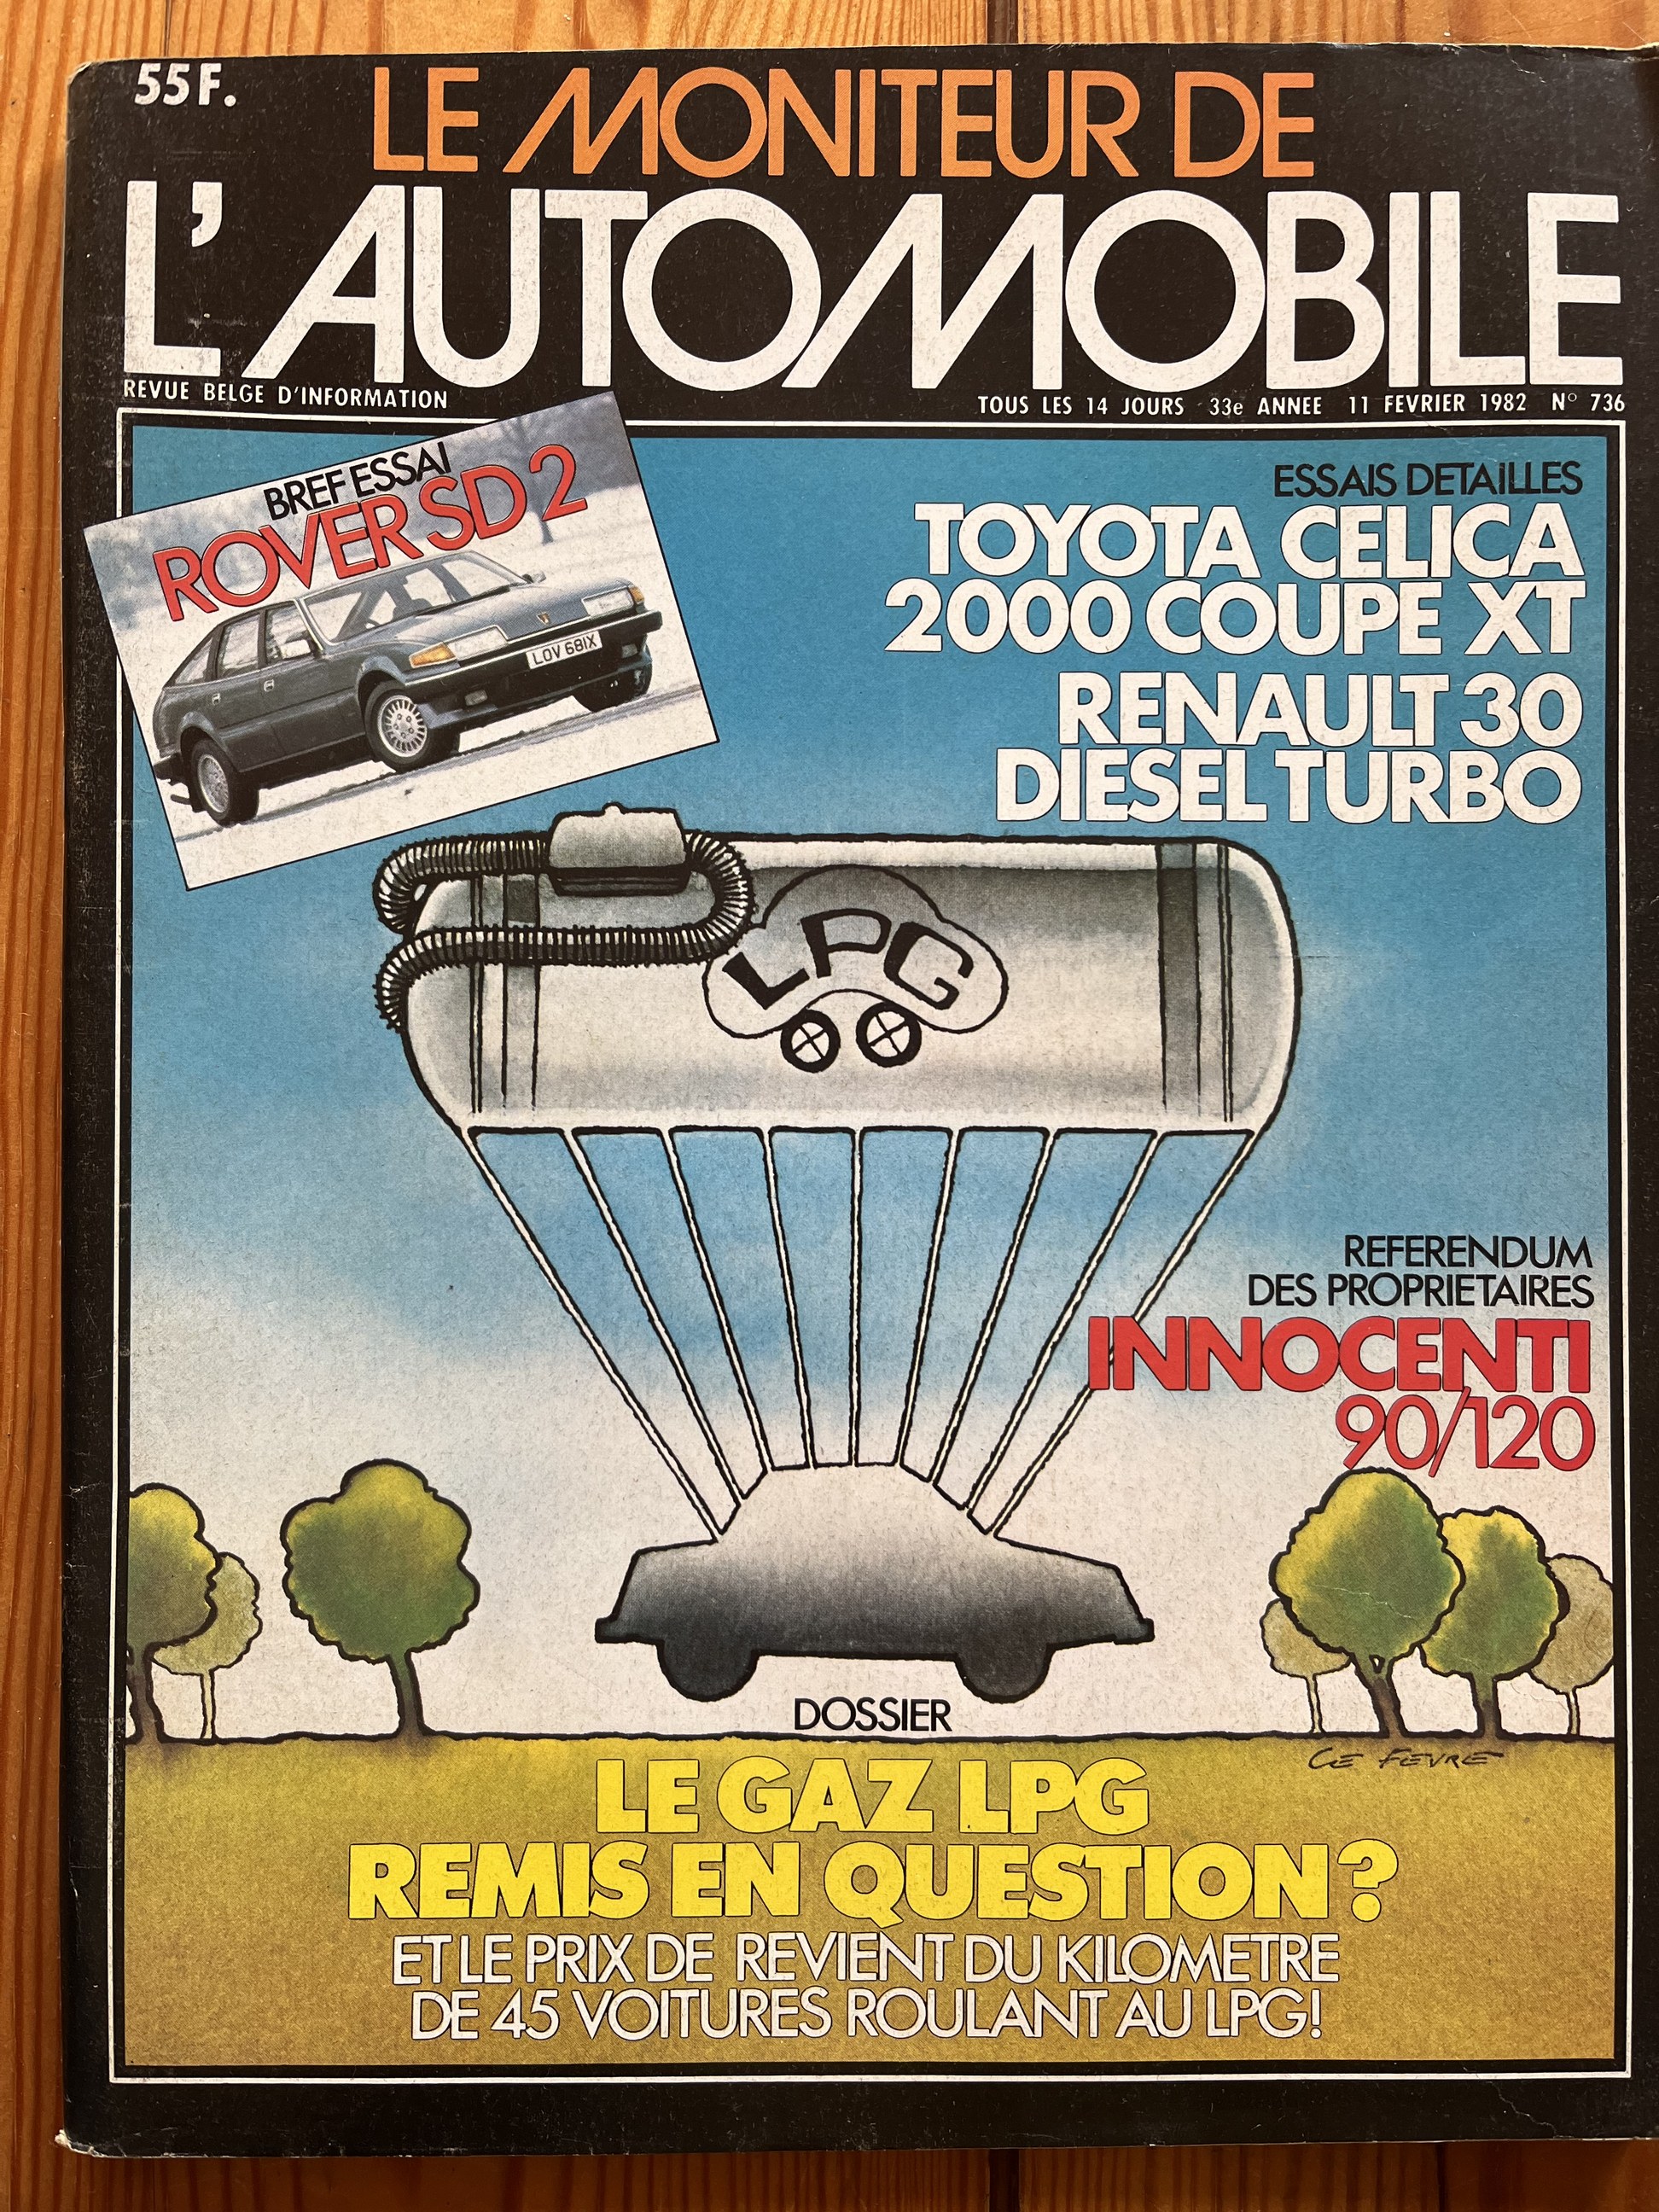 55F.
LE MONITEUR DE
L'AUTOMOBILE
REVUE BELGE D'INFORMATION
TOUS LES 14 JOURS 33e ANNEE 11 FEVRIER 1982 N° 736
BREF ESSAI
ROVER SD 2
LOV 681X
ESSAIS DETAILLES
TOYOTA CELICA
2000 COUPE XT
RENAULT 30
DIESEL TURBO
LPG
REFERENDUM
DES PROPRIETAIRES
INNOCENTI
90/120
DOSSIER
LE FEVRE
LE GAZ LPG
REMIS EN QUESTION?
ET LE PRIX DE REVIENT DU KILOMETRE
DE 45 VOITURES ROULANT AU LPG!